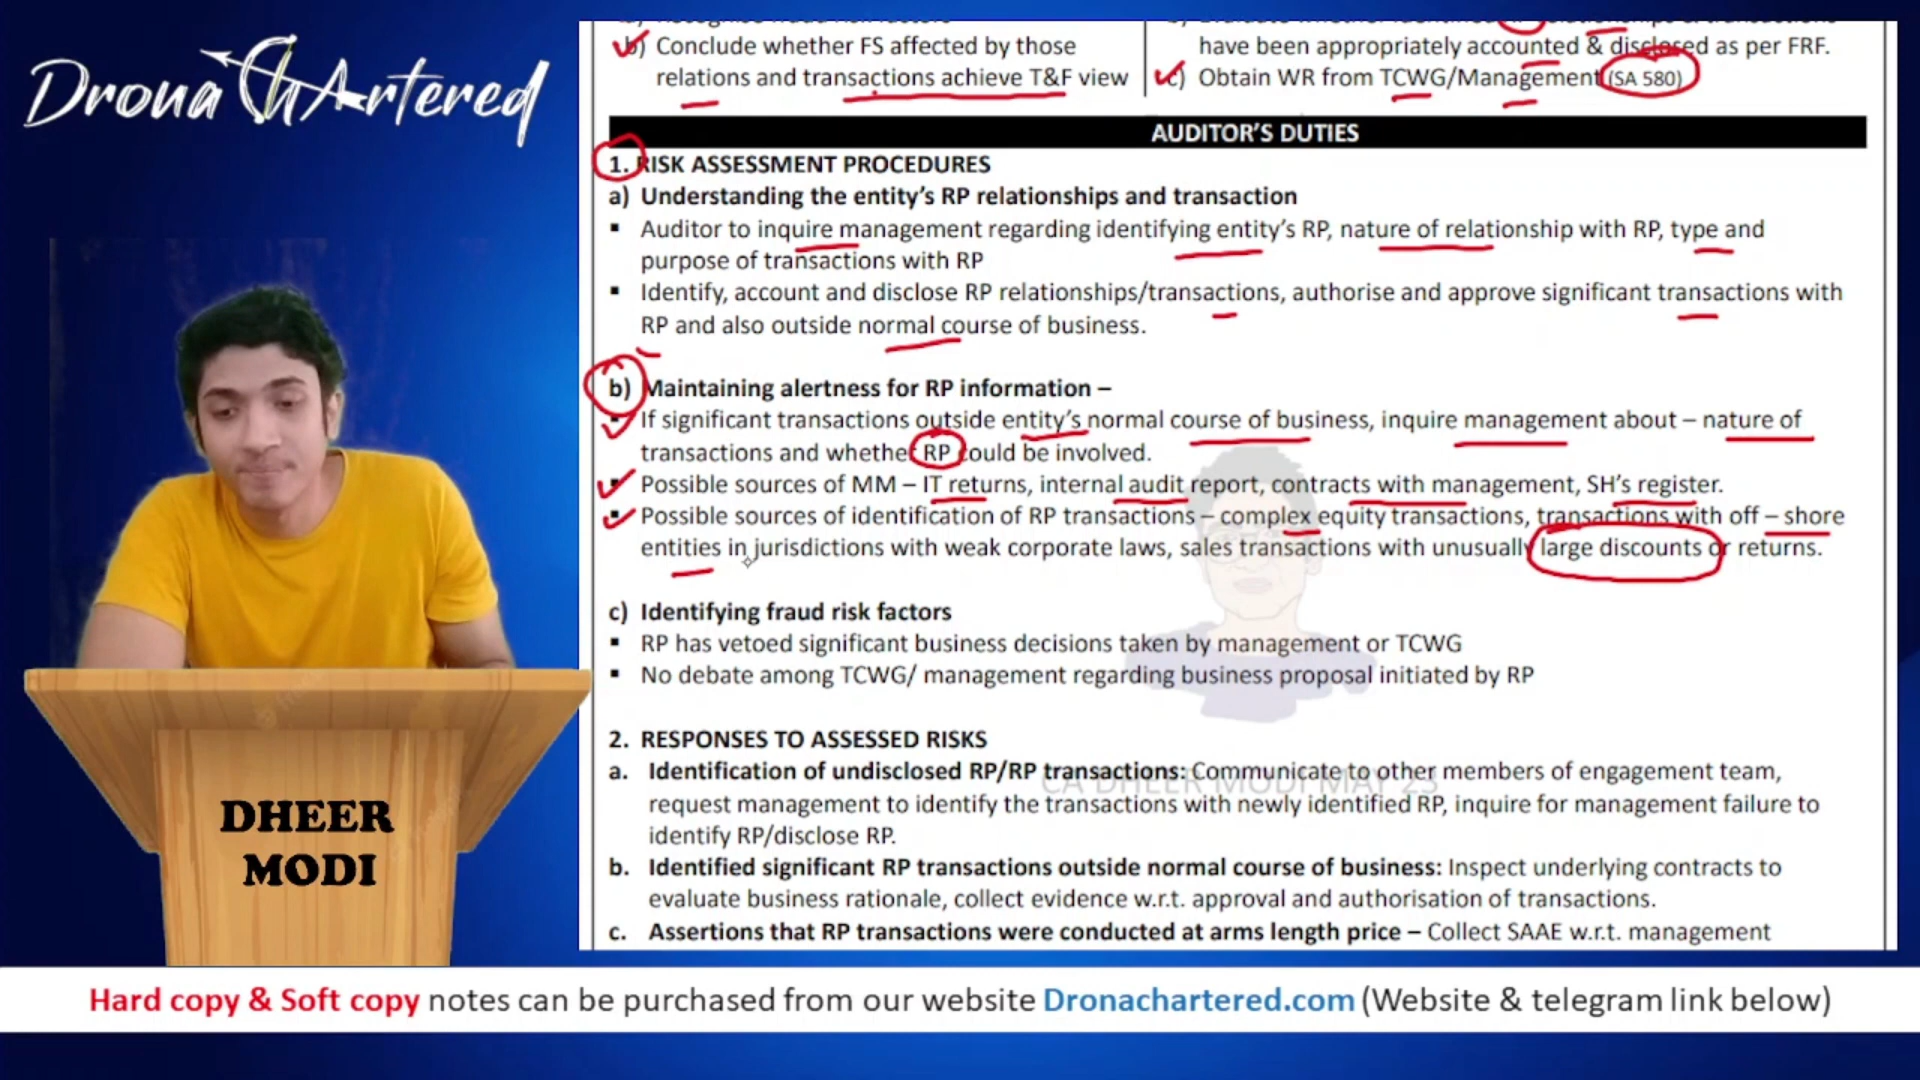 Drona ChArtered
b) Conclude whether FS affected by those
relations and transactions achieve T&F view
have been appropriately accounted & disclosed as per FRF.
c) Obtain WR from TCWG/Management (SA 580)
AUDITOR'S DUTIES
1. RISK ASSESSMENT PROCEDURES
a) Understanding the entity's RP relationships and transaction
▪ Auditor to inquire management regarding identifying entity's RP, nature of relationship with RP, type and
purpose of transactions with RP
▪ Identify, account and disclose RP relationships/transactions, authorise and approve significant transactions with
RP and also outside normal course of business.
b) Maintaining alertness for RP information –
▪ If significant transactions outside entity's normal course of business, inquire management about – nature of
transactions and whether RP could be involved.
▪ Possible sources of MM – IT returns, internal audit report, contracts with management, SH's register.
▪ Possible sources of identification of RP transactions – complex equity transactions, transactions with off – shore
entities in jurisdictions with weak corporate laws, sales transactions with unusually large discounts or returns.
c) Identifying fraud risk factors
▪ RP has vetoed significant business decisions taken by management or TCWG
▪ No debate among TCWG/ management regarding business proposal initiated by RP
2. RESPONSES TO ASSESSED RISKS
a. Identification of undisclosed RP/RP transactions: Communicate to other members of engagement team,
CA DHEER MODI MAY 23
request management to identify the transactions with newly identified RP, inquire for management failure to
identify RP/disclose RP.
b. Identified significant RP transactions outside normal course of business: Inspect underlying contracts to
evaluate business rationale, collect evidence w.r.t. approval and authorisation of transactions.
c. Assertions that RP transactions were conducted at arms length price – Collect SAAE w.r.t. management
DHEER
MODI
Hard copy & Soft copy notes can be purchased from our website Dronachartered.com (Website & telegram link below)